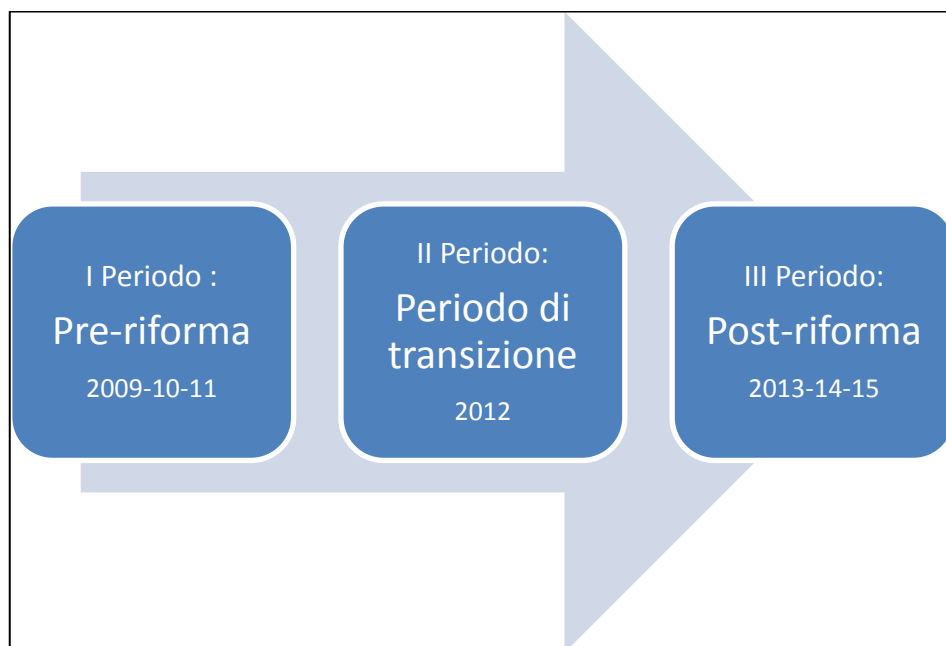 I Periodo :
Pre-riforma
2009-10-11
II Periodo:
Periodo di
transizione
2012
III Periodo:
Post-riforma
2013-14-15